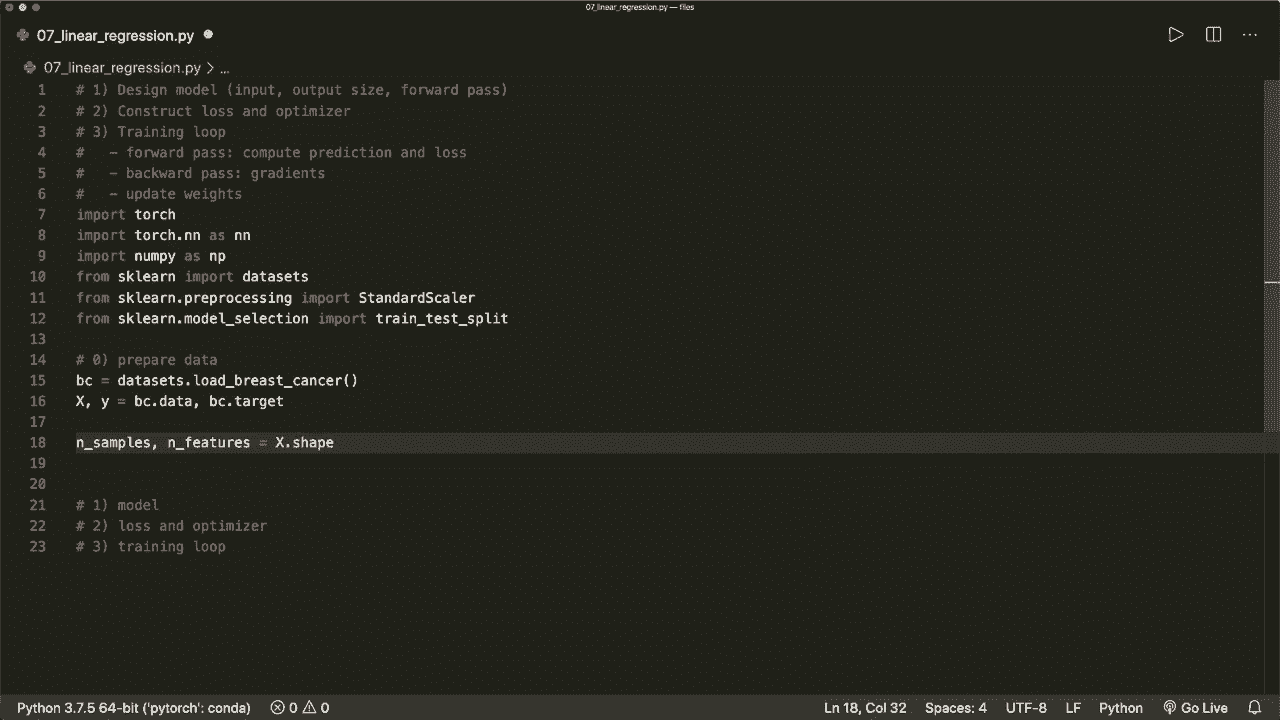 07_linear_regression.py — files
07_linear_regression.py
07_linear_regression.py > ...
1 # 1) Design model (input, output size, forward pass)
2 # 2) Construct loss and optimizer
3 # 3) Training loop
4 #   - forward pass: compute prediction and loss
5 #   - backward pass: gradients
6 #   - update weights
7 import torch
8 import torch.nn as nn
9 import numpy as np
10 from sklearn import datasets
11 from sklearn.preprocessing import StandardScaler
12 from sklearn.model_selection import train_test_split
13
14 # 0) prepare data
15 bc = datasets.load_breast_cancer()
16 X, y = bc.data, bc.target
17
18 n_samples, n_features = X.shape
19
20
21 # 1) model
22 # 2) loss and optimizer
23 # 3) training loop
Python 3.7.5 64-bit ('pytorch': conda) 0 0 Ln 18, Col 32 Spaces: 4 UTF-8 LF Python Go Live